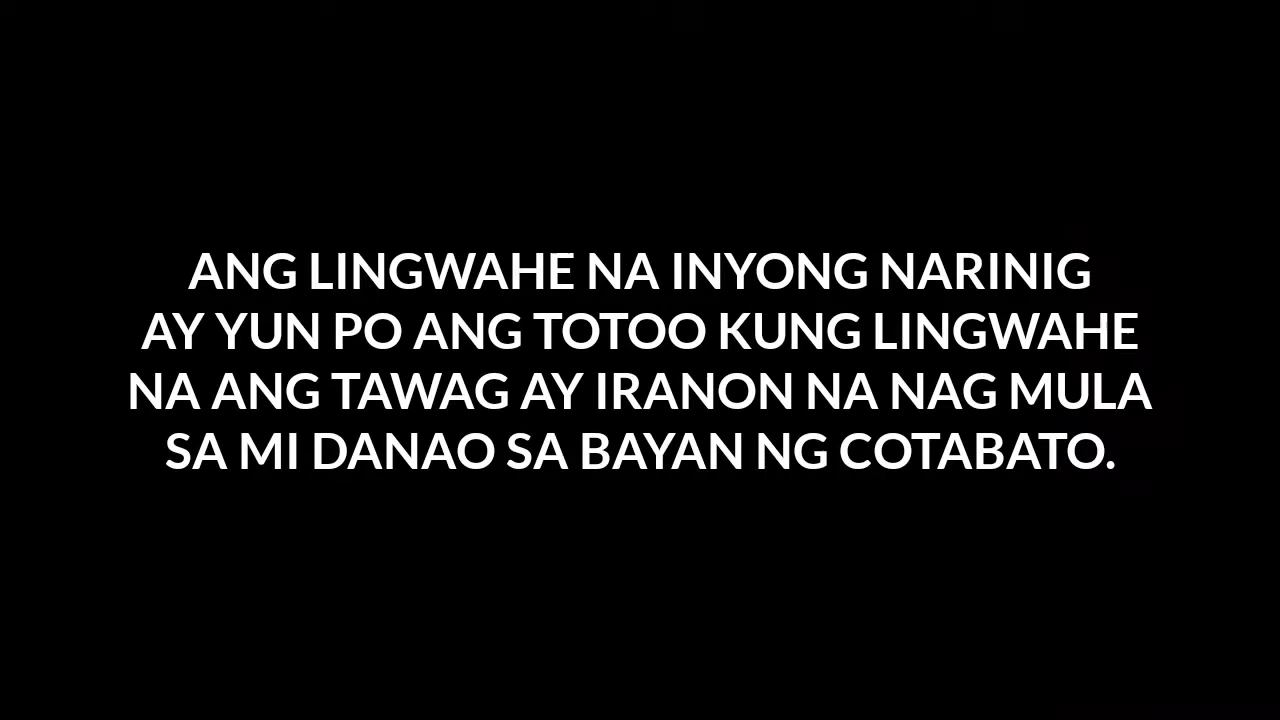 ANG LINGWAHE NA INYONG NARINIG
AY YUN PO ANG TOTOO KUNG LINGWAHE
NA ANG TAWAG AY IRANON NA NAG MULA
SA MI DANAO SA BAYAN NG COTABATO.